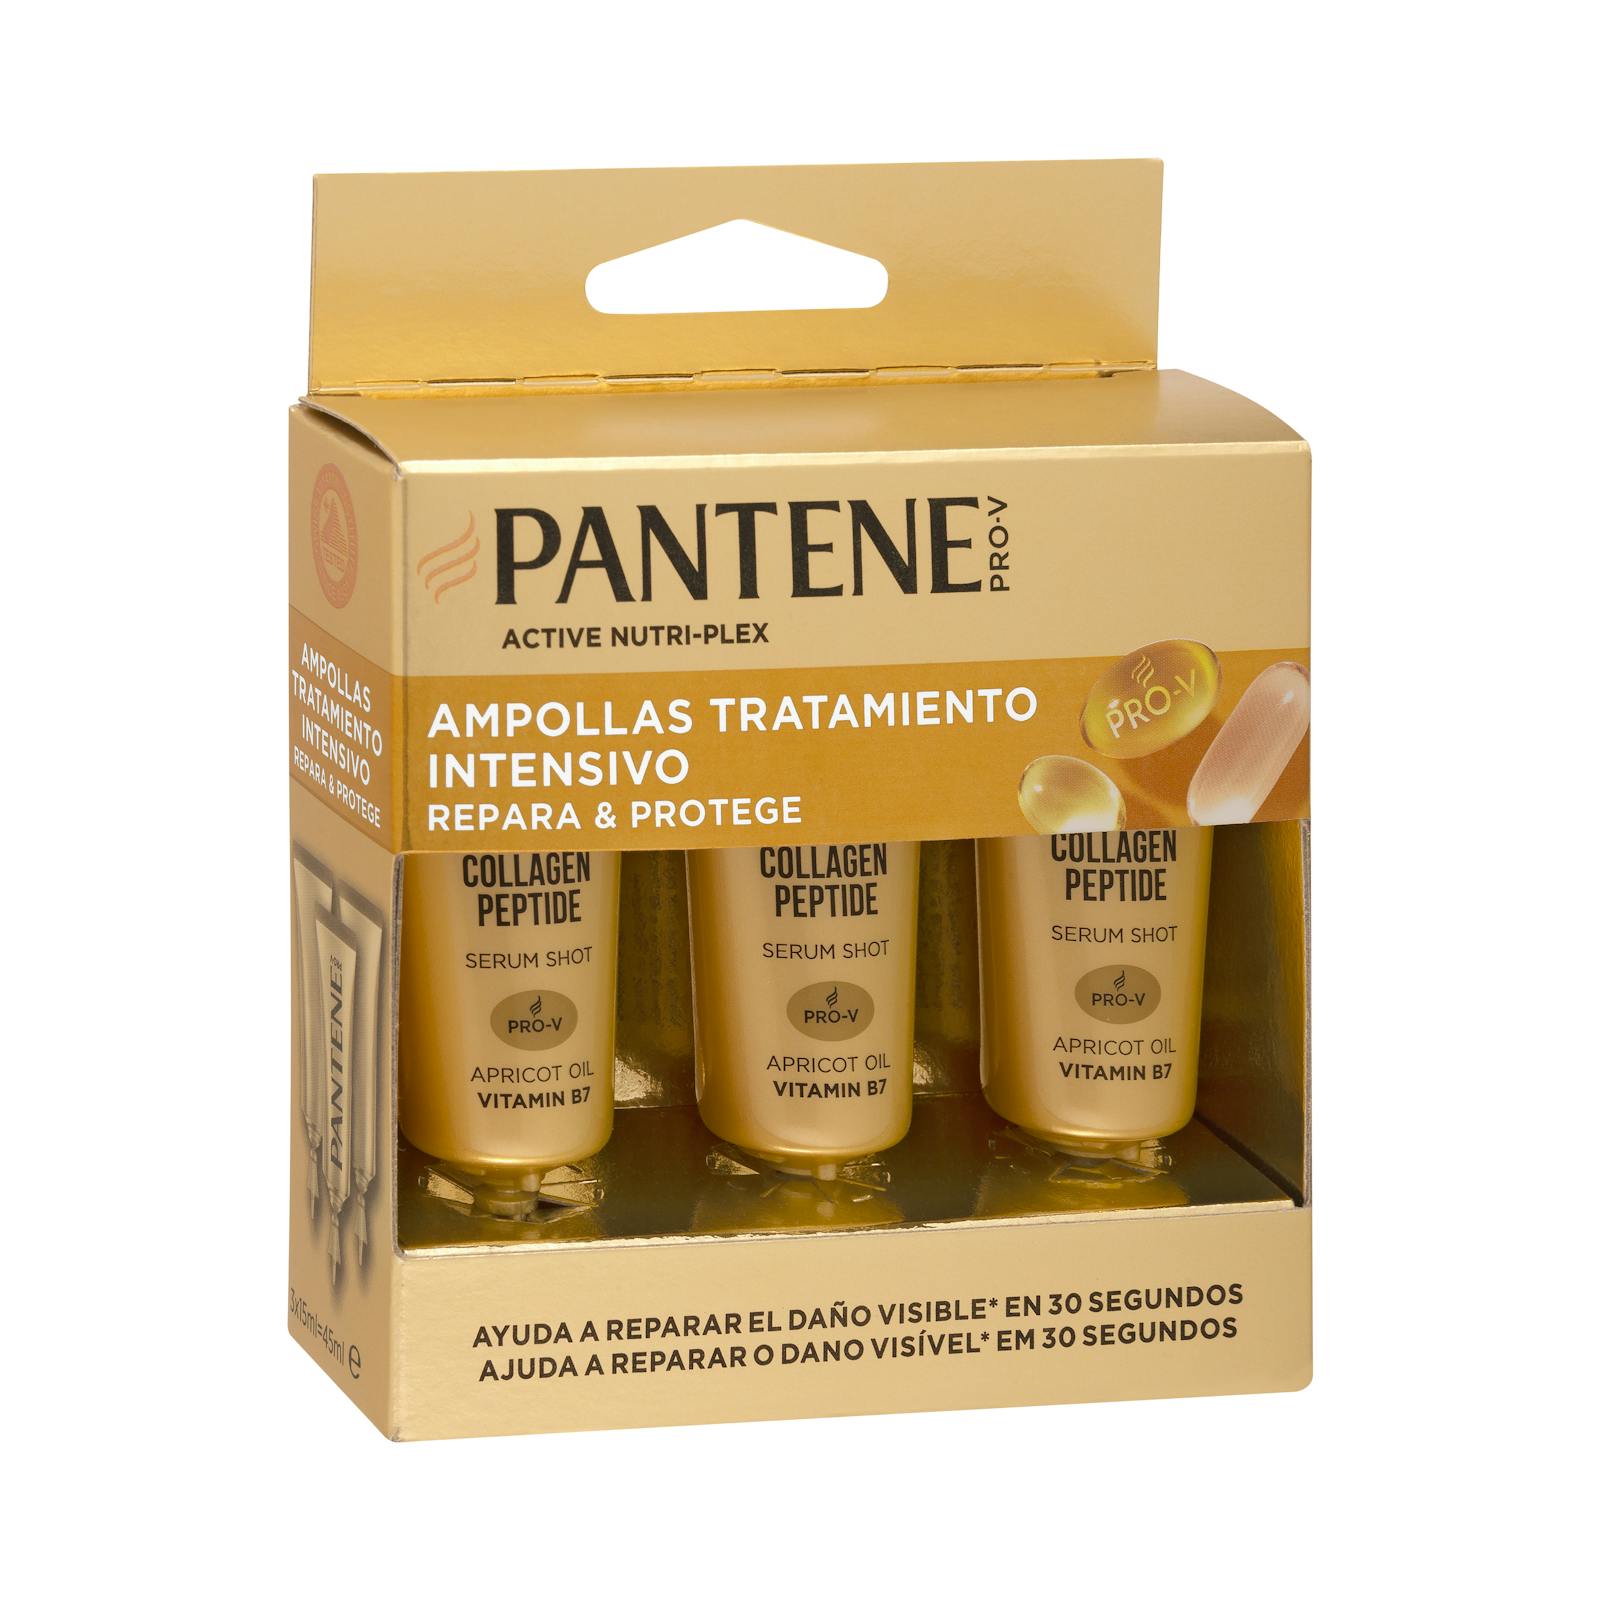 PANTENE PRO-V
ACTIVE NUTRI-PLEX
AMPOLLAS TRATAMIENTO
INTENSIVO
REPARA & PROTEGE
PRO-V
COLLAGEN
PEPTIDE
SERUM SHOT
PRO-V
APRICOT OIL
VITAMIN B7
COLLAGEN
PEPTIDE
SERUM SHOT
PRO-V
APRICOT OIL
VITAMIN B7
COLLAGEN
PEPTIDE
SERUM SHOT
PRO-V
APRICOT OIL
VITAMIN B7
AYUDA A REPARAR EL DAÑO VISIBLE* EN 30 SEGUNDOS
AJUDA A REPARAR O DANO VISÍVEL* EM 30 SEGUNDOS
TESTED
AMPOLLAS
TRATAMIENTO
INTENSIVO
REPARA & PROTEGE
PANTENE PRO-V
3x15ml=45ml e